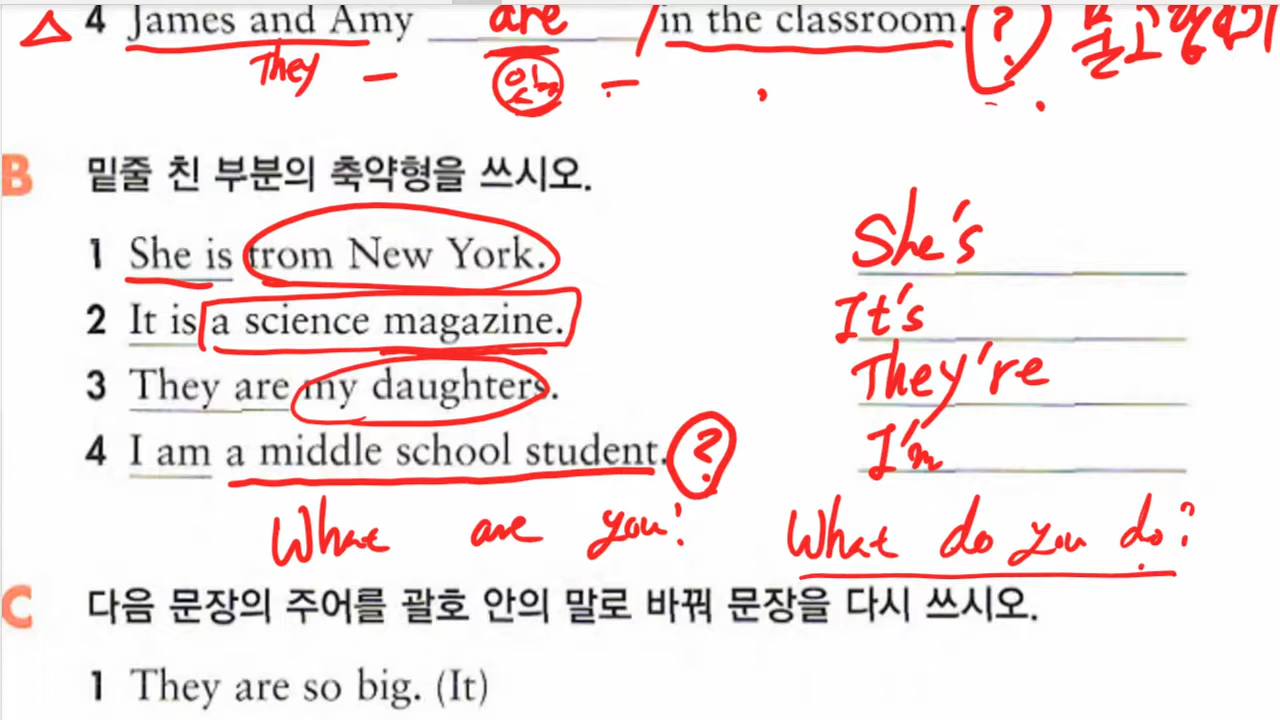 4 James and Amy are / in the classroom. (?)
They
B 밑줄 친 부분의 축약형을 쓰시오.
1 She is from New York. She's
2 It is a science magazine. It's
3 They are my daughters. They're
4 I am a middle school student. ? I'm
What are you? What do you do?
C 다음 문장의 주어를 괄호 안의 말로 바꿔 문장을 다시 쓰시오.
1 They are so big. (It)